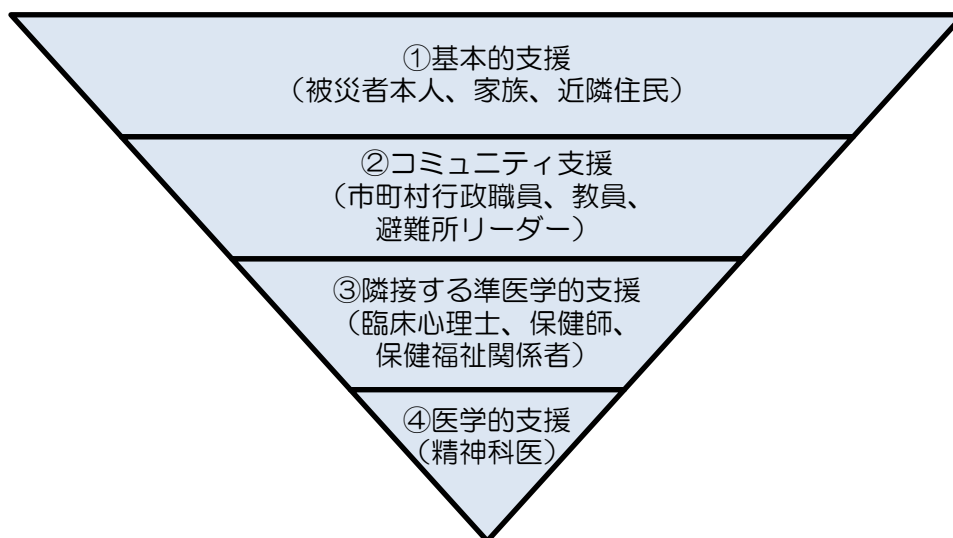 ①基本的支援
（被災者本人、家族、近隣住民）
②コミュニティ支援
（市町村行政職員、教員、
避難所リーダー）
③隣接する準医学的支援
（臨床心理士、保健師、
保健福祉関係者）
④医学的支援
（精神科医）